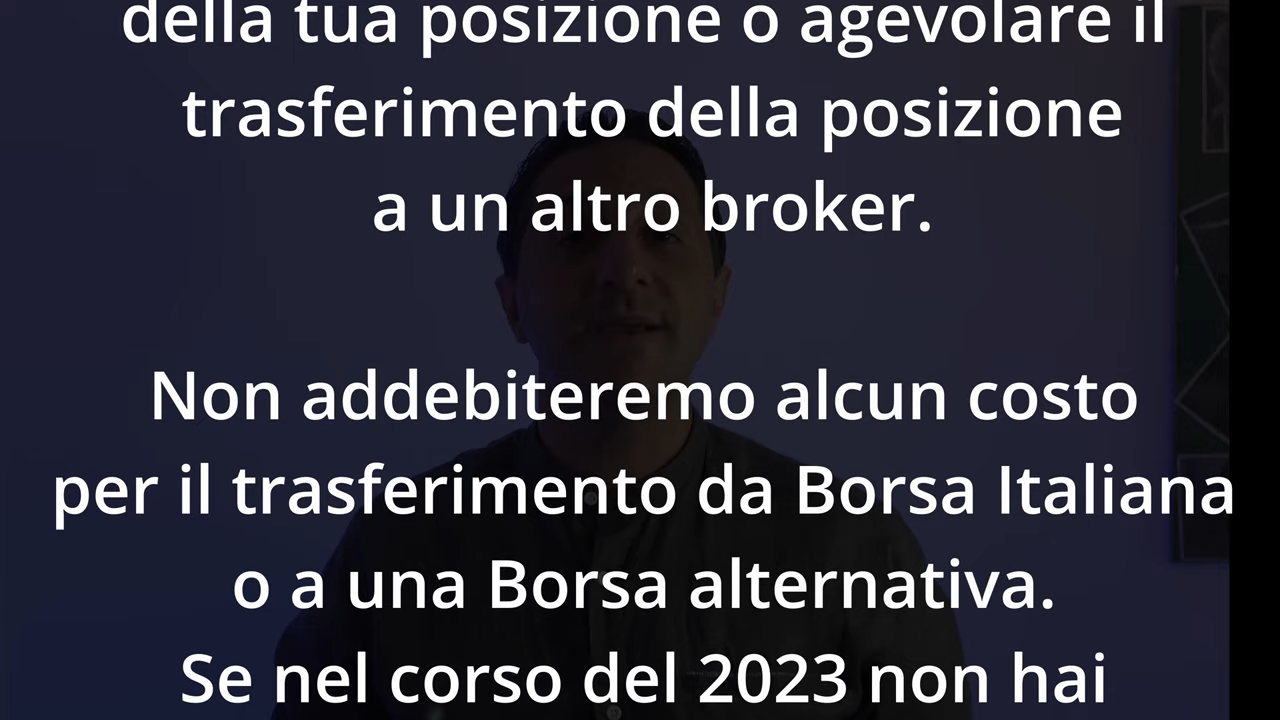 della tua posizione o agevolare il
trasferimento della posizione
a un altro broker.
Non addebiteremo alcun costo
per il trasferimento da Borsa Italiana
o a una Borsa alternativa.
Se nel corso del 2023 non hai